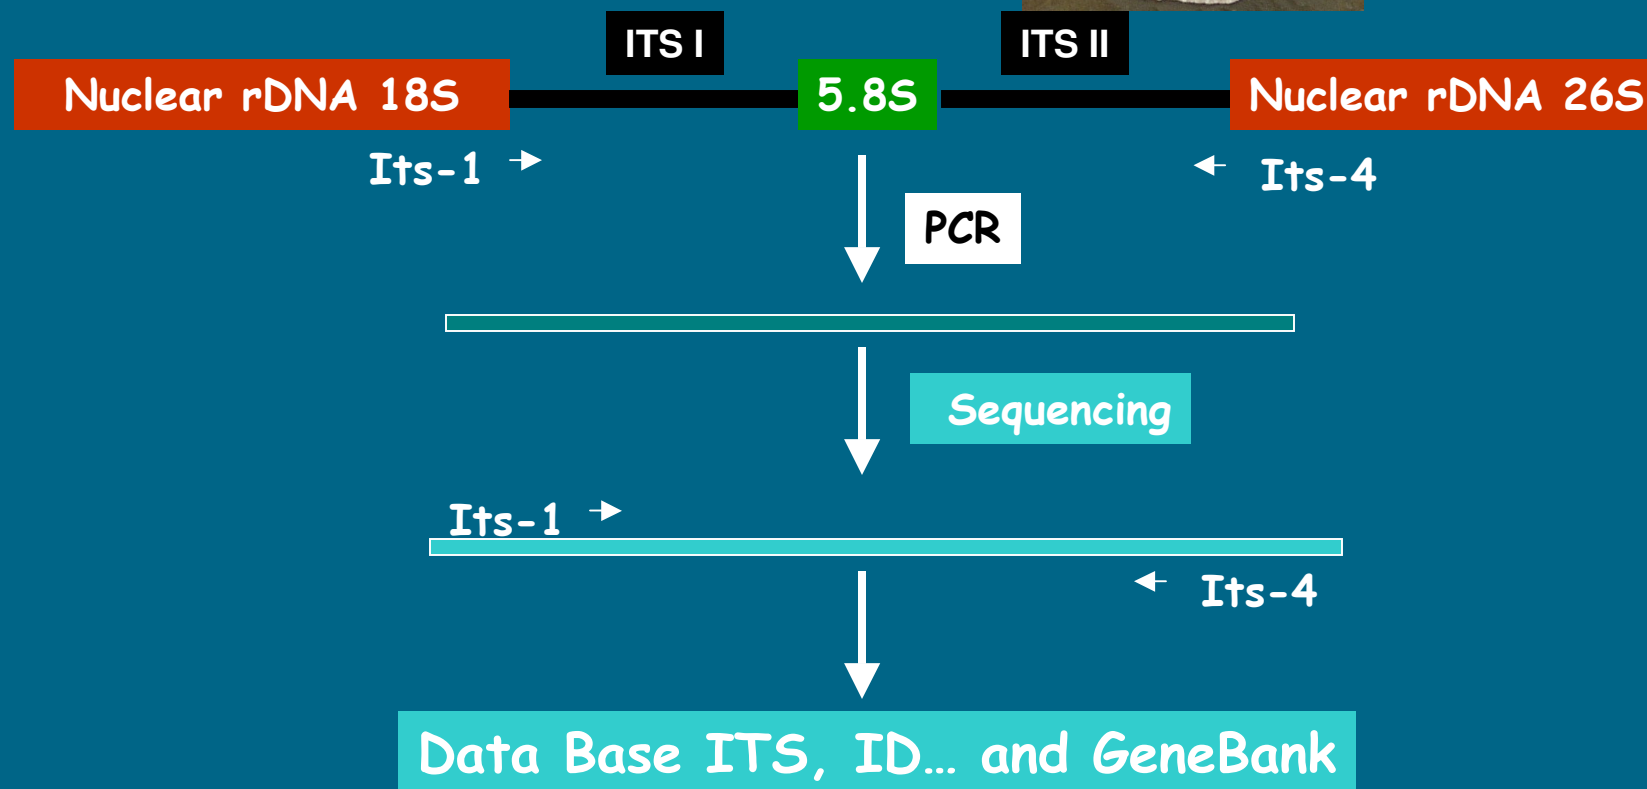 ITS I
ITS II
Nuclear rDNA 18S
5.8S
Nuclear rDNA 26S
Its-1
Its-4
PCR
Sequencing
Its-1
Its-4
Data Base ITS, ID... and GeneBank